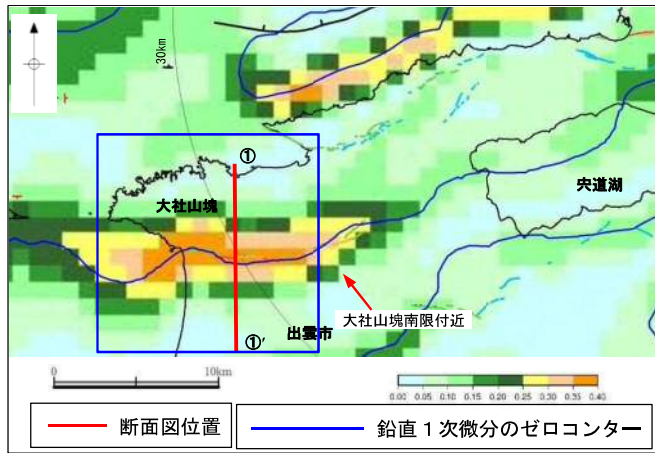 30km
①
大社山塊
宍道湖
大社山塊南限付近
出雲市
①'
0 10km
0.00 0.05 0.10 0.15 0.20 0.25 0.30 0.35 0.40
断面図位置
鉛直1次微分のゼロコンター